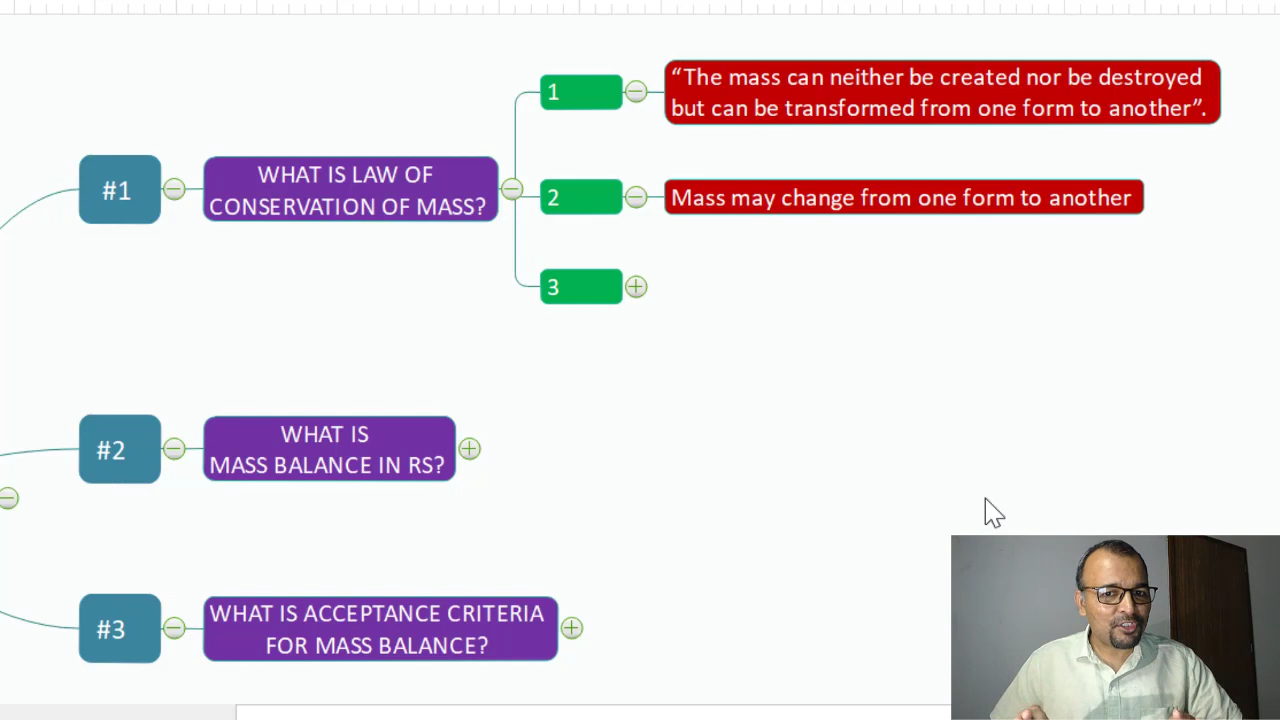 #1
WHAT IS LAW OF
CONSERVATION OF MASS?
1
“The mass can neither be created nor be destroyed
but can be transformed from one form to another”.
2
Mass may change from one form to another
3
#2
WHAT IS
MASS BALANCE IN RS?
#3
WHAT IS ACCEPTANCE CRITERIA
FOR MASS BALANCE?